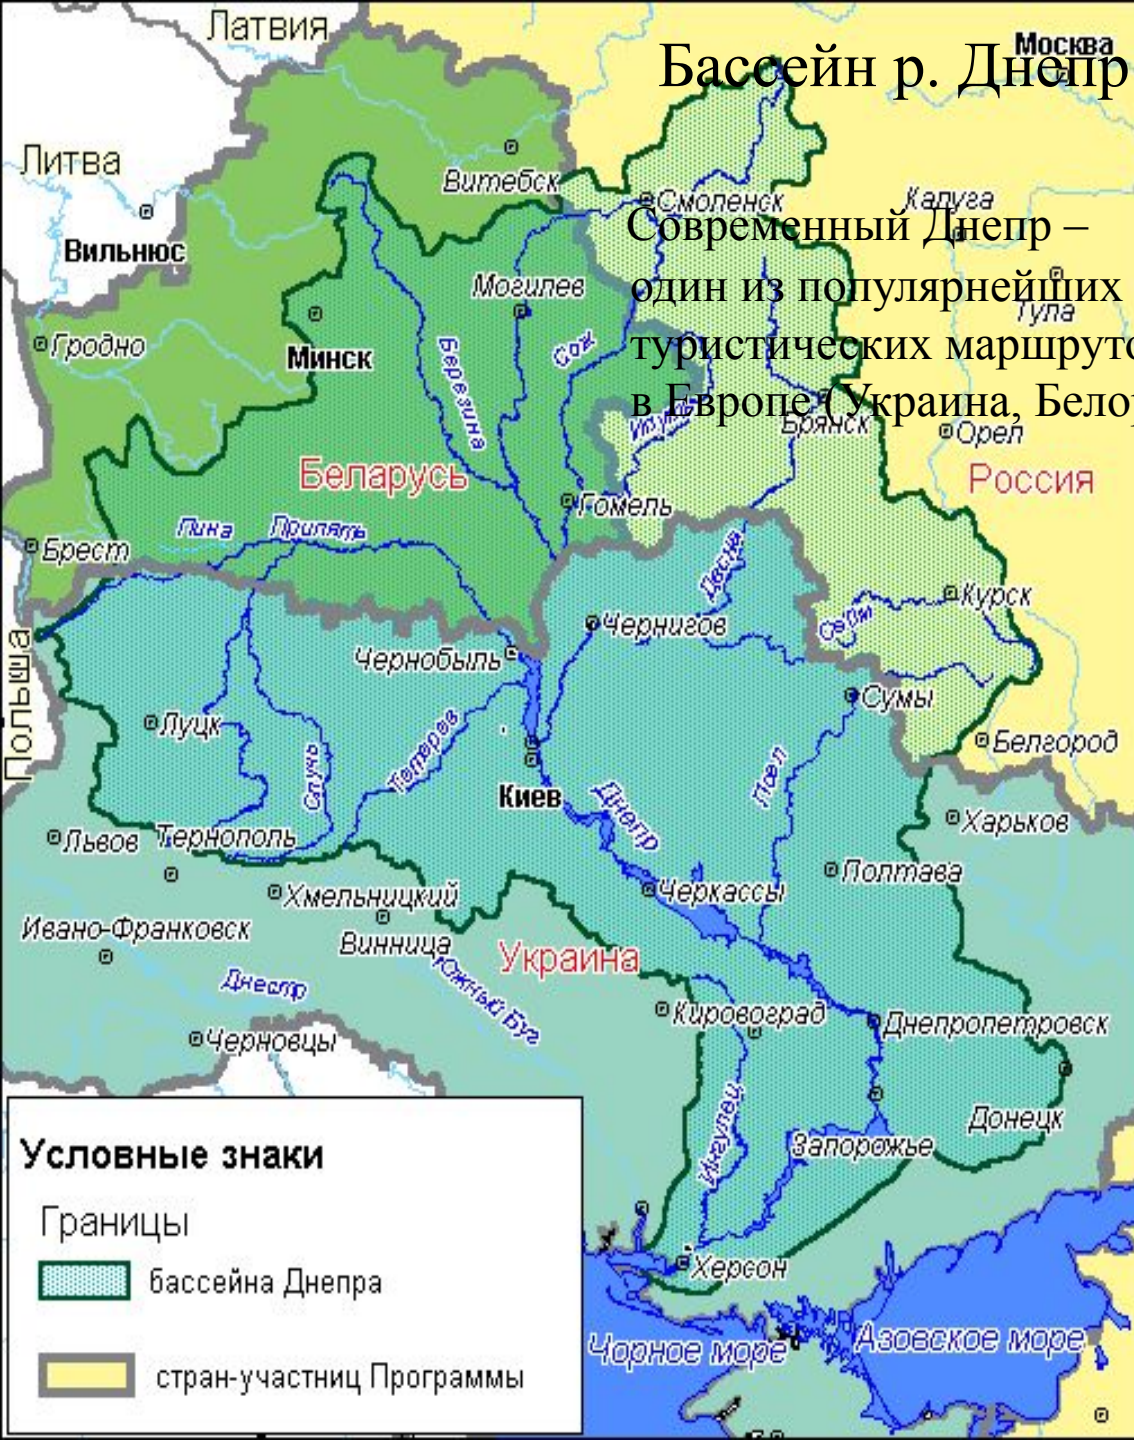 Латвия
Москва
Бассейн р. Днепр
Литва
Витебск
Смоленск
Калуга
Современный Днепр –
один из популярнейших
туристических маршруто
в Европе (Украина, Бело
Вильнюс
Могилев
Тула
Гродно
Минск
Березина
Сож
Ипуть
Брянск
Орел
Беларусь
Россия
Гомель
Пина
Припять
Брест
Десна
Курск
Сейм
Чернигов
Чернобыль
Польша
Сумы
Луцк
Случь
Тетерев
Белгород
Псел
Киев
Днепр
Харьков
Львов
Тернополь
Полтава
Хмельницкий
Черкассы
Ивано-Франковск
Винница
Украина
Днестр
Южный Буг
Кировоград
Днепропетровск
Черновцы
Ингулец
Донецк
Запорожье
Условные знаки
Границы
бассейна Днепра
стран-участниц Программы
Херсон
Чорное море
Азовское море